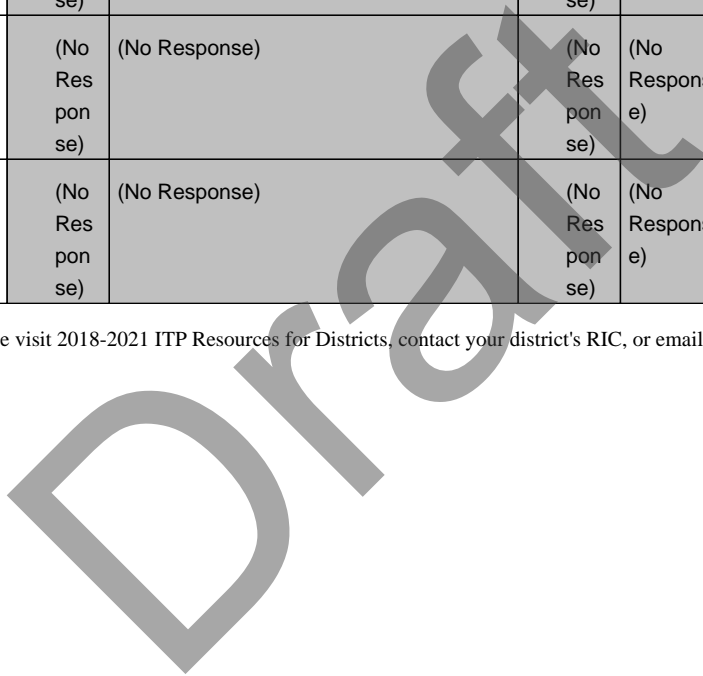 se) se)
(No (No Response) (No (No
Res Res Respons
pon pon e)
se) se)
(No (No Response) (No (No
Res Res Respons
pon pon e)
se) se)
e visit 2018-2021 ITP Resources for Districts, contact your district's RIC, or email
Draft